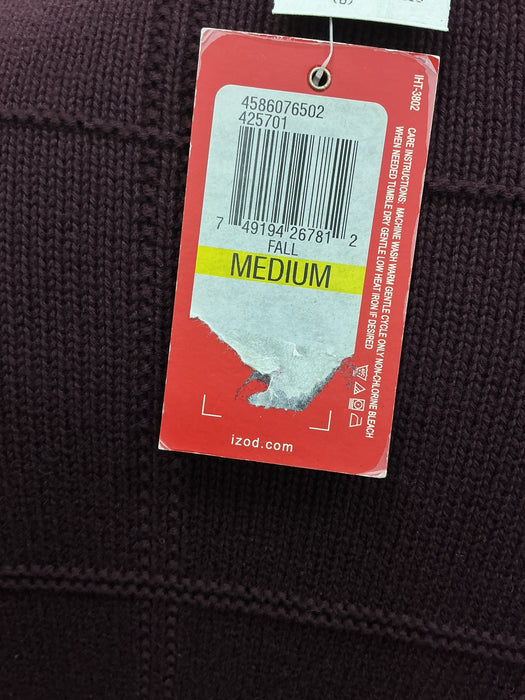 4586076502
425701
7 49194 26781 2
FALL
MEDIUM
izod.com
IHT-3802
CARE INSTRUCTIONS: MACHINE WASH WARM GENTLE CYCLE ONLY NON-CHLORINE BLEACH
WHEN NEEDED TUMBLE DRY GENTLE LOW HEAT IRON IF DESIRED